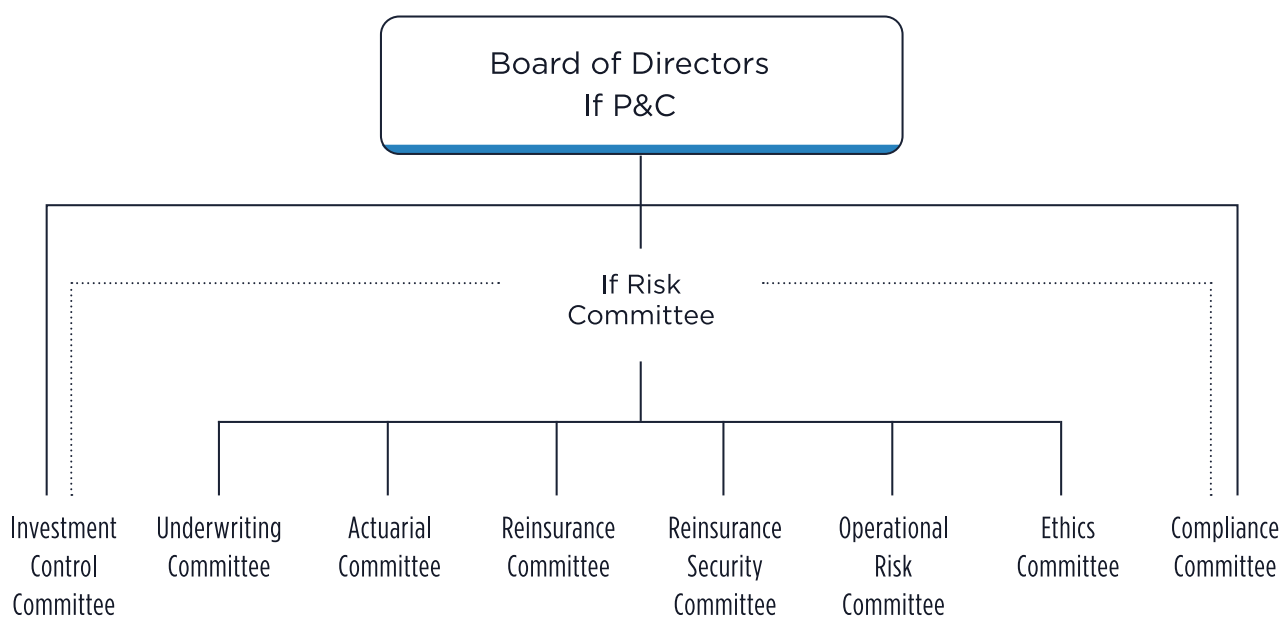 Board of Directors
If P&C
If Risk
Committee
Investment
Control
Committee
Underwriting
Committee
Actuarial
Committee
Reinsurance
Committee
Reinsurance
Security
Committee
Operational
Risk
Committee
Ethics
Committee
Compliance
Committee